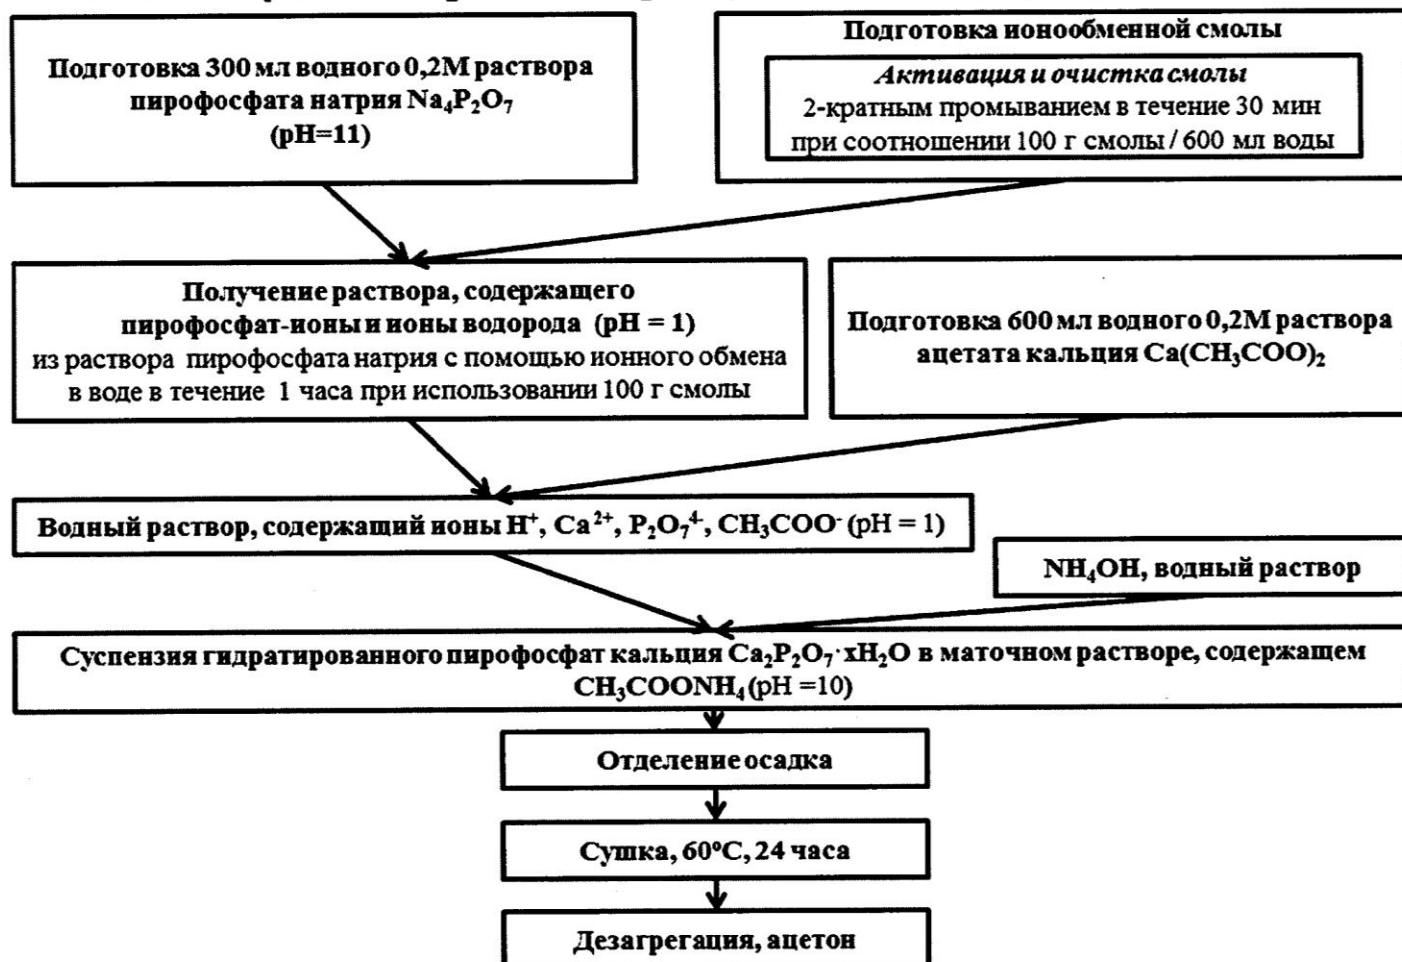 Подготовка 300 мл водного 0,2М раствора
пирофосфата натрия Na₄P₂O₇
(pH=11)
Подготовка ионообменной смолы
Активация и очистка смолы
2-кратным промыванием в течение 30 мин
при соотношении 100 г смолы / 600 мл воды
Получение раствора, содержащего
пирофосфат-ионы и ионы водорода (pH = 1)
из раствора пирофосфата натрия с помощью ионного обмена
в воде в течение 1 часа при использовании 100 г смолы
Подготовка 600 мл водного 0,2М раствора
ацетата кальция Ca(CH₃COO)₂
Водный раствор, содержащий ионы H⁺, Ca²⁺, P₂O₇⁴⁻, CH₃COO⁻ (pH = 1)
NH₄OH, водный раствор
Суспензия гидратированного пирофосфат кальция Ca₂P₂O₇·xH₂O в маточном растворе, содержащем
CH₃COONH₄ (pH =10)
Отделение осадка
Сушка, 60°С, 24 часа
Дезагрегация, ацетон